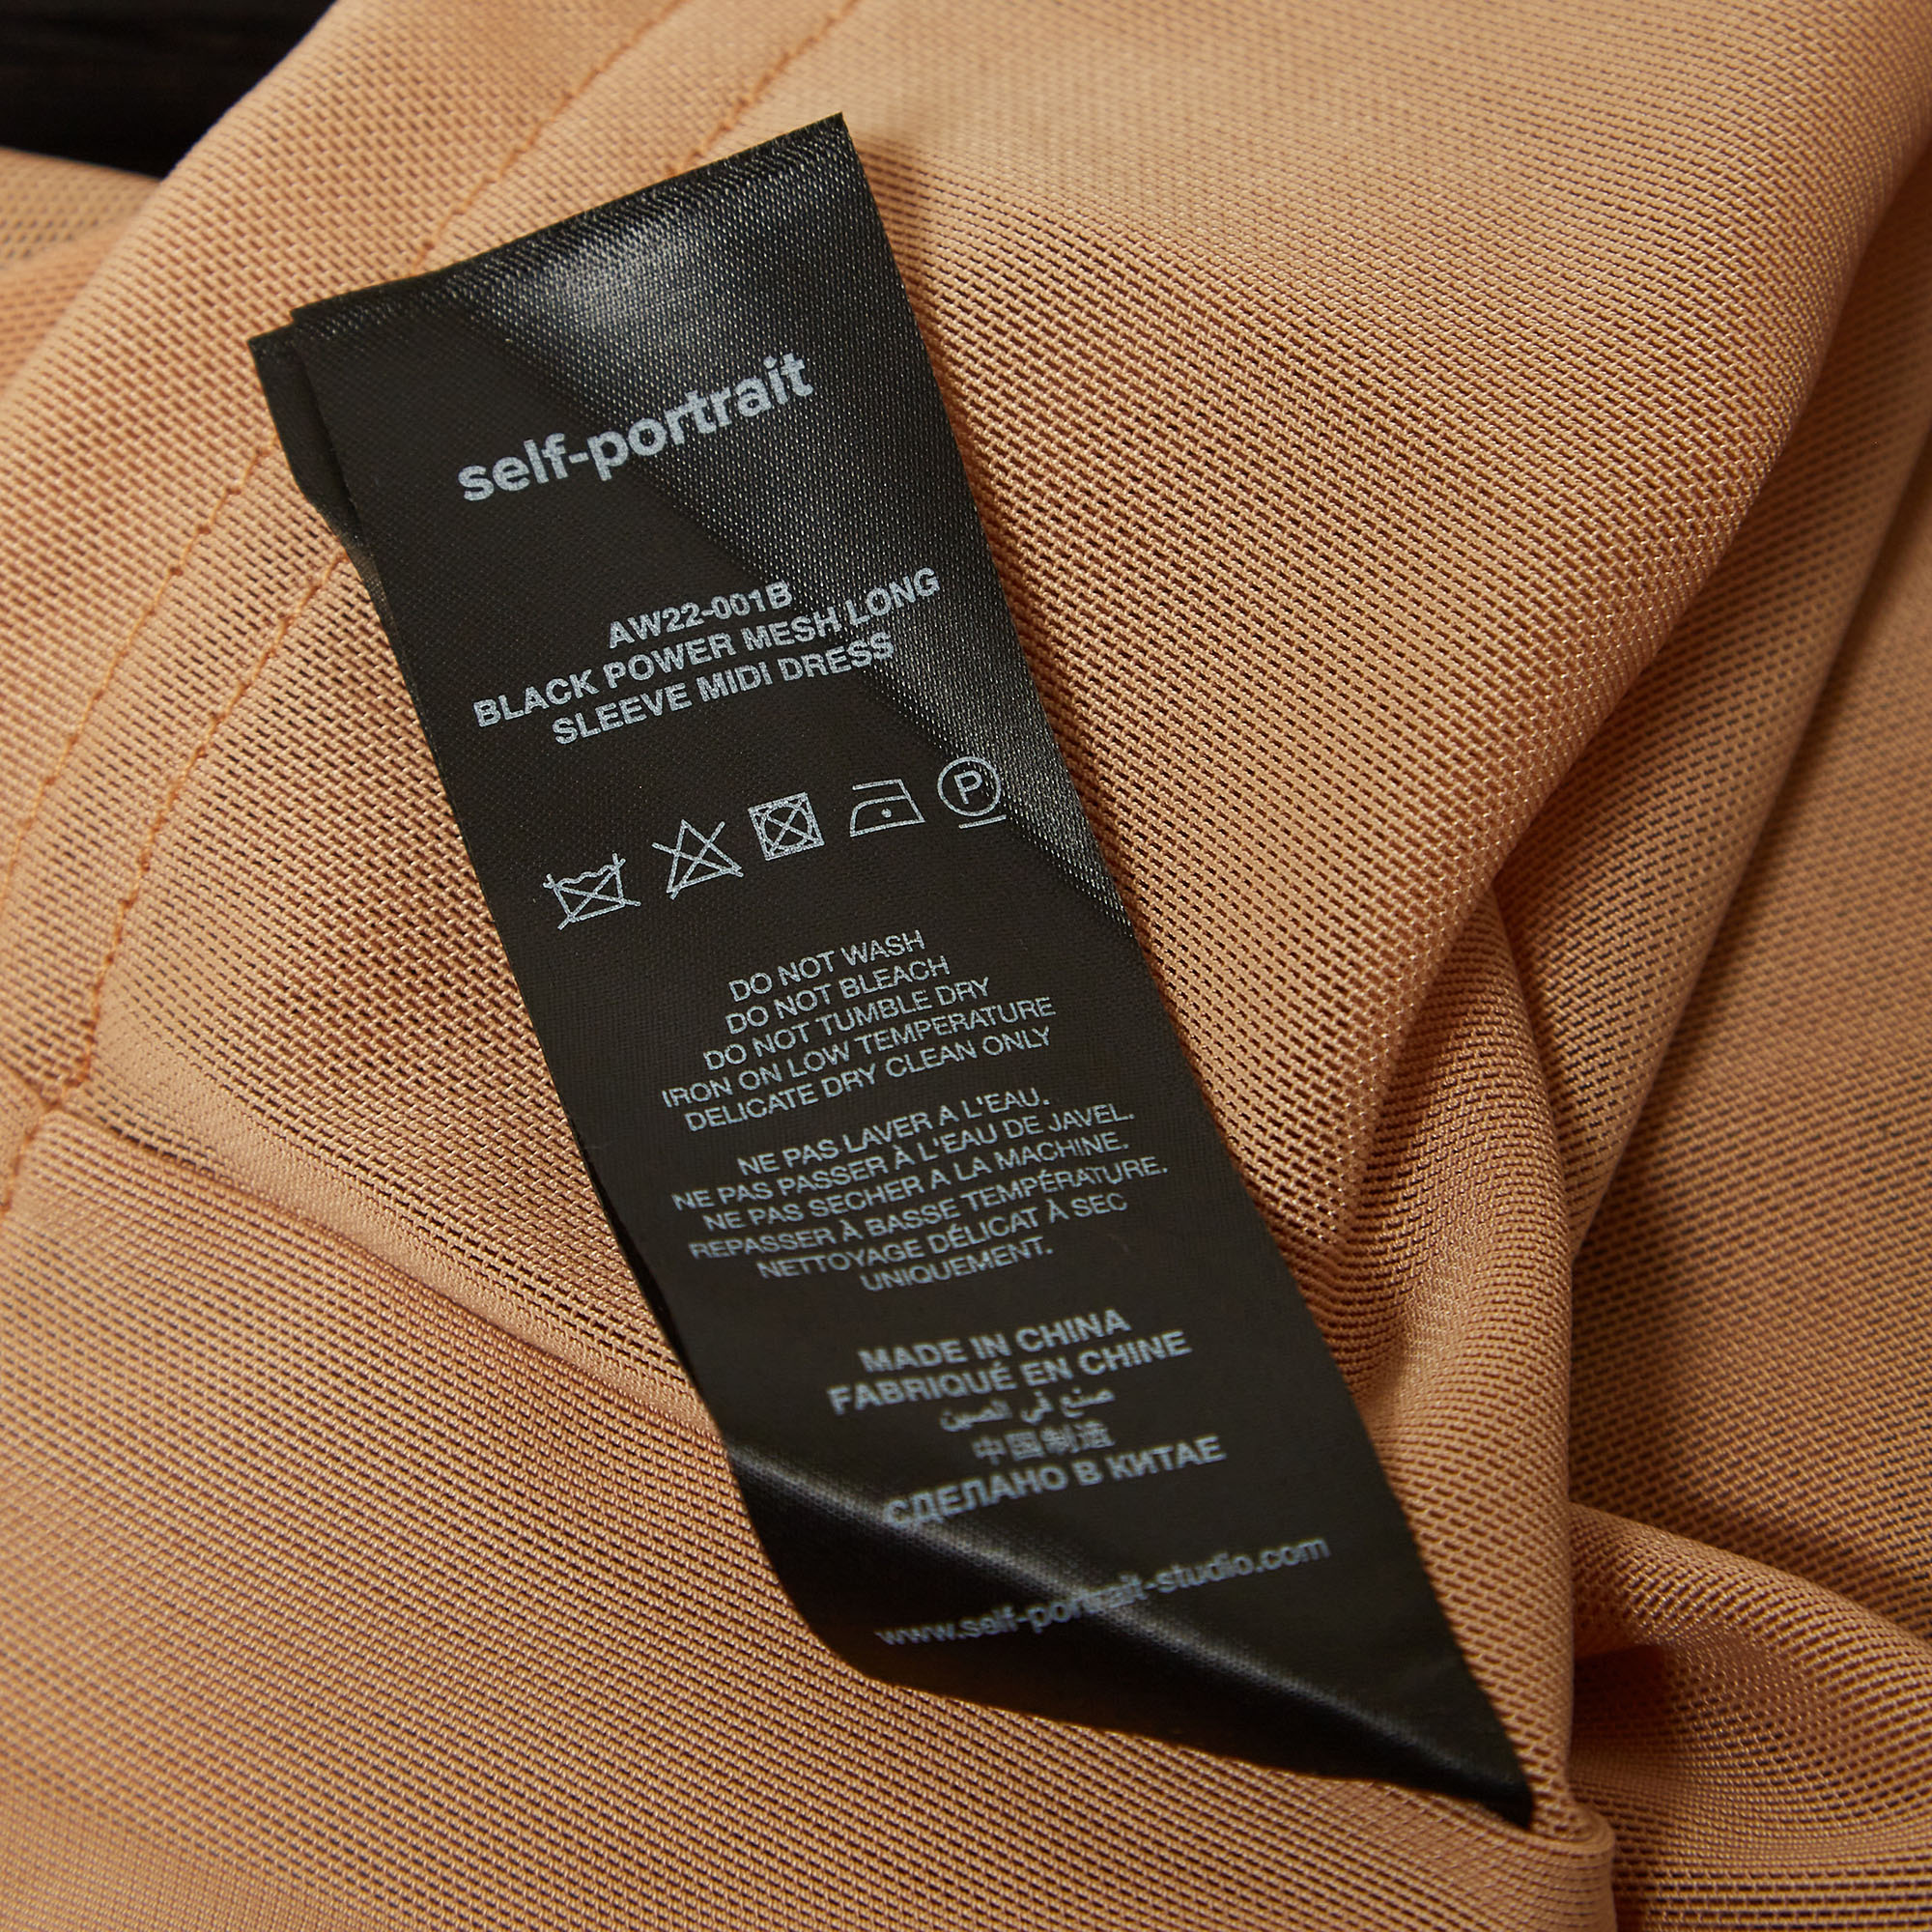 self-portrait
AW22-001B
BLACK POWER MESH LONG
SLEEVE MIDI DRESS
P
DO NOT WASH
DO NOT BLEACH
DO NOT TUMBLE DRY
IRON ON LOW TEMPERATURE
DELICATE DRY CLEAN ONLY
NE PAS LAVER A L'EAU.
NE PAS PASSER À L'EAU DE JAVEL.
NE PAS SECHER A LA MACHINE.
REPASSER À BASSE TEMPÉRATURE.
NETTOYAGE DÉLICAT À SEC
UNIQUEMENT.
MADE IN CHINA
FABRIQUÉ EN CHINE
صنع في الصين
中国制造
СДЕЛАНО В КИТАЕ
www.self-portrait-studio.com